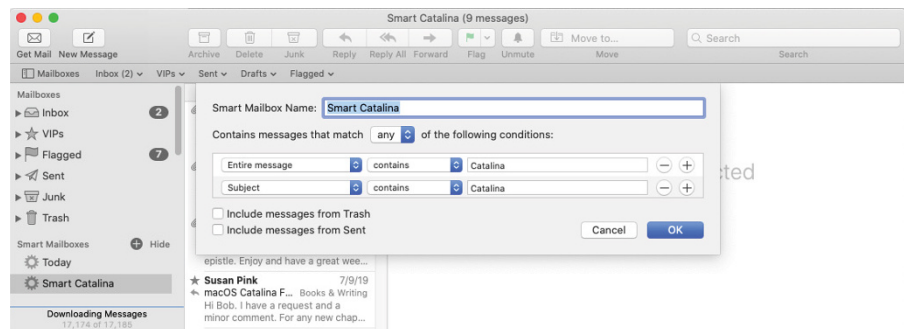 Smart Catalina (9 messages)
Move to...
Search
Get Mail New Message Archive Delete Junk Reply Reply All Forward Flag Unmute Move Search
Mailboxes Inbox (2) VIPs Sent Drafts Flagged
Mailboxes
Inbox 2
VIPs
Flagged 7
Sent
Junk
Trash
Smart Mailboxes Hide
Today
Smart Catalina
Downloading Messages
17,174 of 17,185
Smart Mailbox Name: Smart Catalina
Contains messages that match any of the following conditions:
Entire message contains Catalina
Subject contains Catalina
Include messages from Trash
Include messages from Sent
Cancel OK
cted
epistle. Enjoy and have a great wee...
Susan Pink 7/9/19
macOS Catalina F... Books & Writing
Hi Bob. I have a request and a
minor comment. For any new chap...